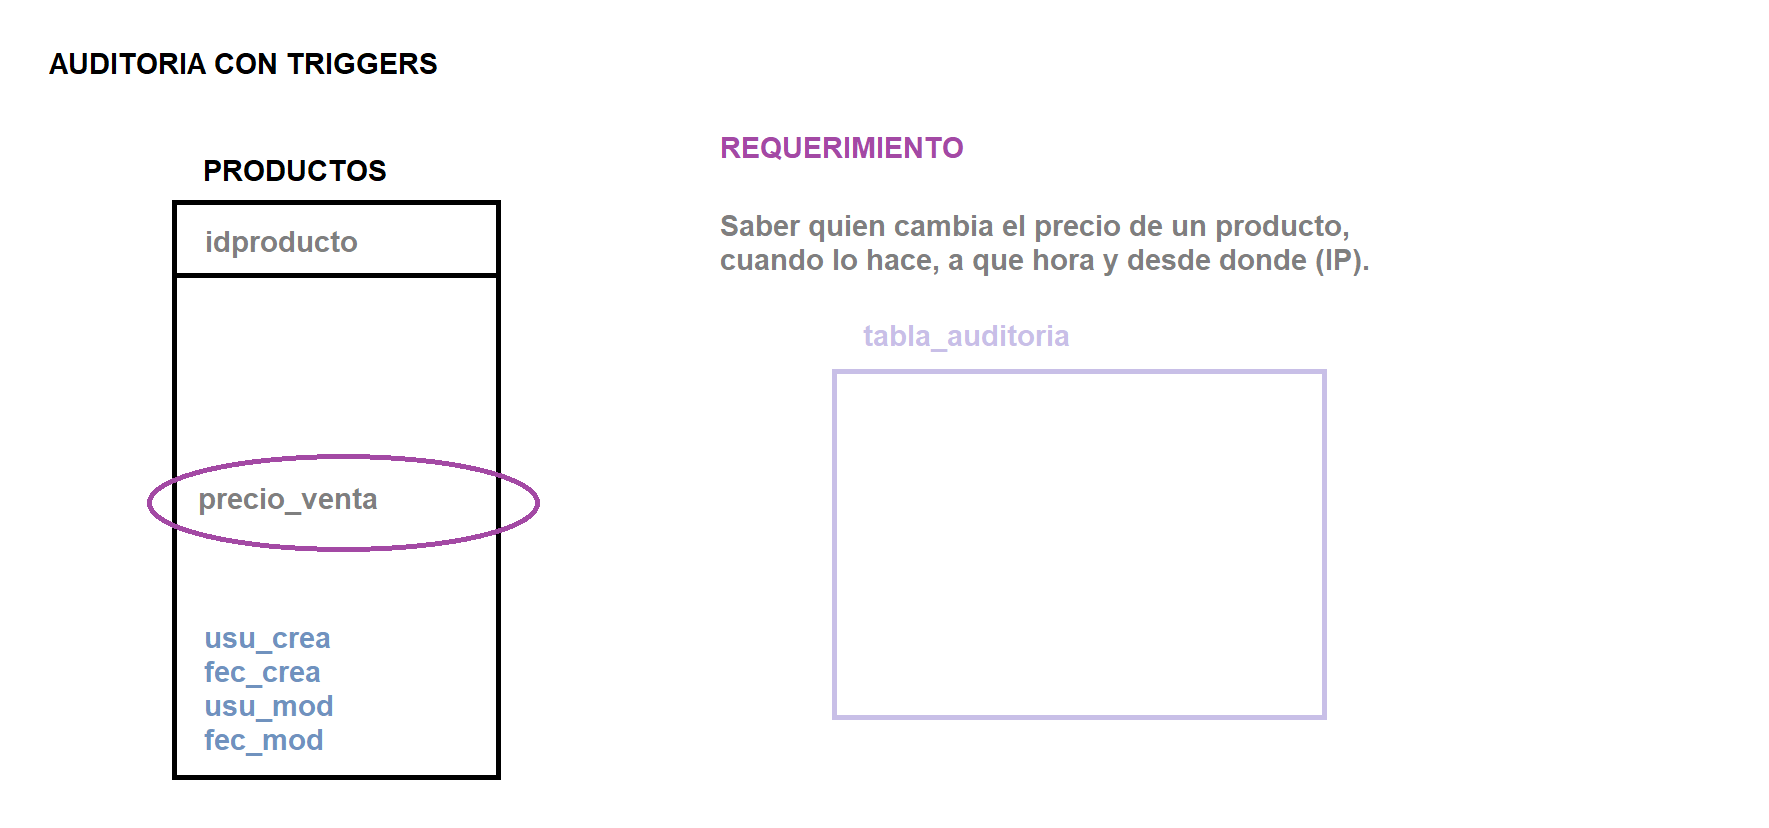 AUDITORIA CON TRIGGERS
PRODUCTOS
idproducto
precio_venta
usu_crea
fec_crea
usu_mod
fec_mod
REQUERIMIENTO
Saber quien cambia el precio de un producto,
cuando lo hace, a que hora y desde donde (IP).
tabla_auditoria